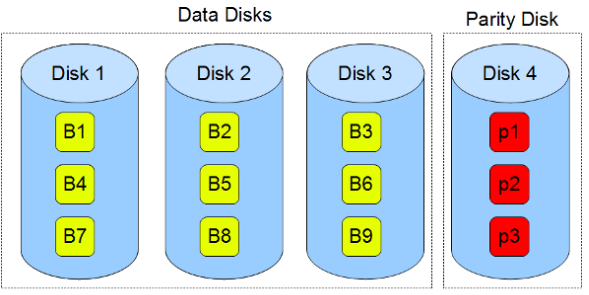 Data Disks
Parity Disk
Disk 1 Disk 2 Disk 3 Disk 4
B1 B2 B3 p1
B4 B5 B6 p2
B7 B8 B9 p3